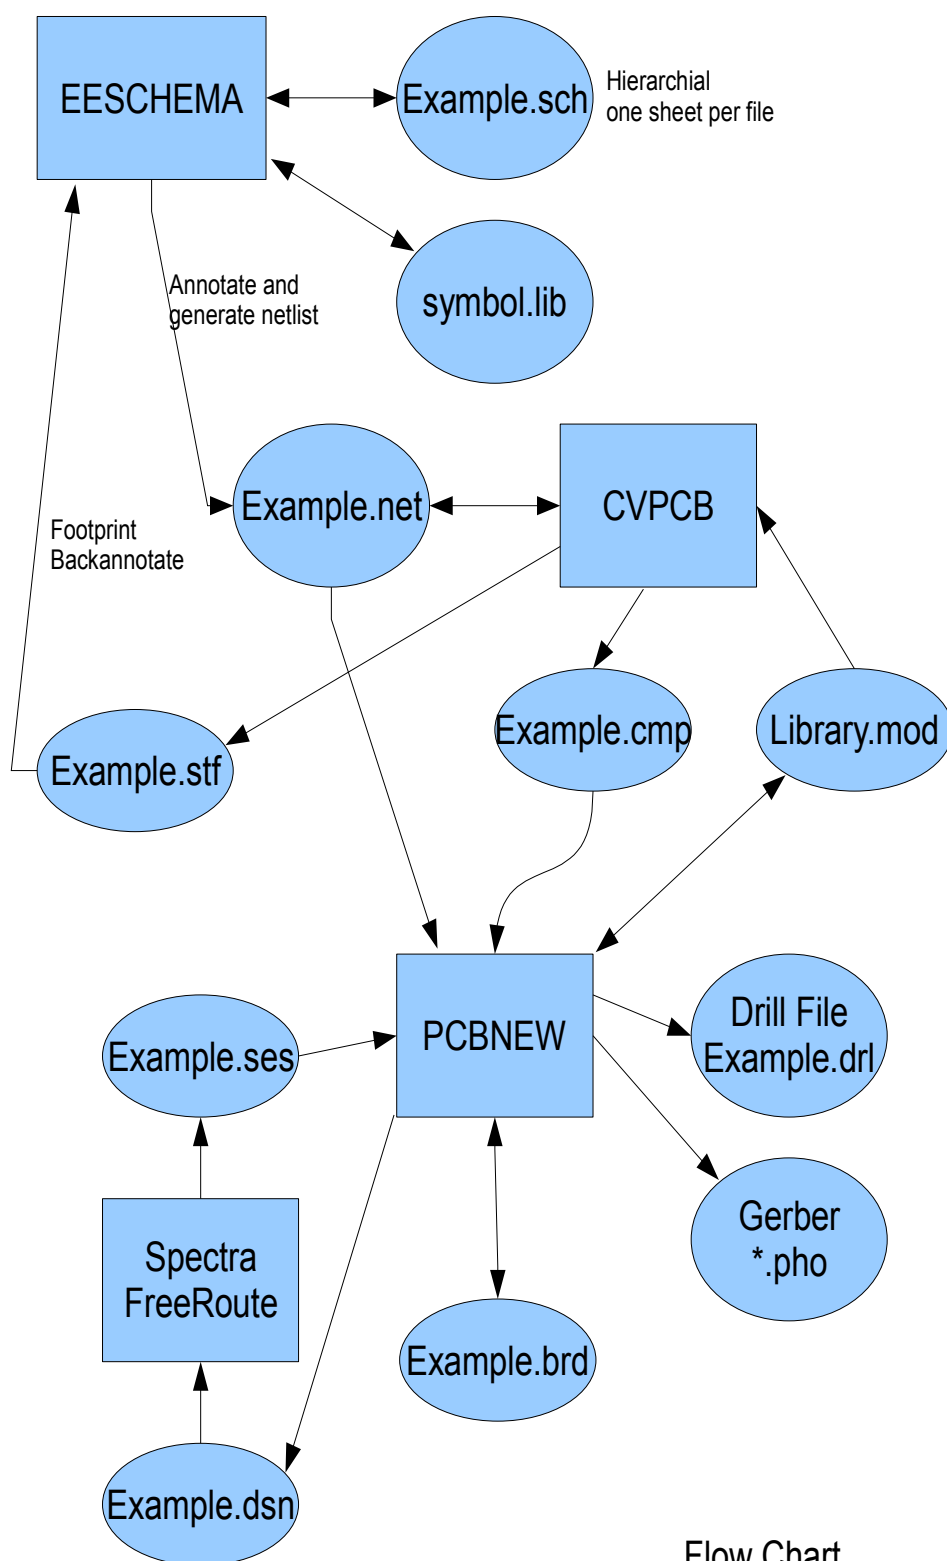 EESCHEMA
Example.sch
Hierarchial
one sheet per file
symbol.lib
Annotate and
generate netlist
Example.net
CVPCB
Footprint
Backannotate
Example.cmp
Library.mod
Example.stf
PCBNEW
Drill File
Example.drl
Example.ses
Gerber
*.pho
Spectra
FreeRoute
Example.brd
Example.dsn
Flow Chart